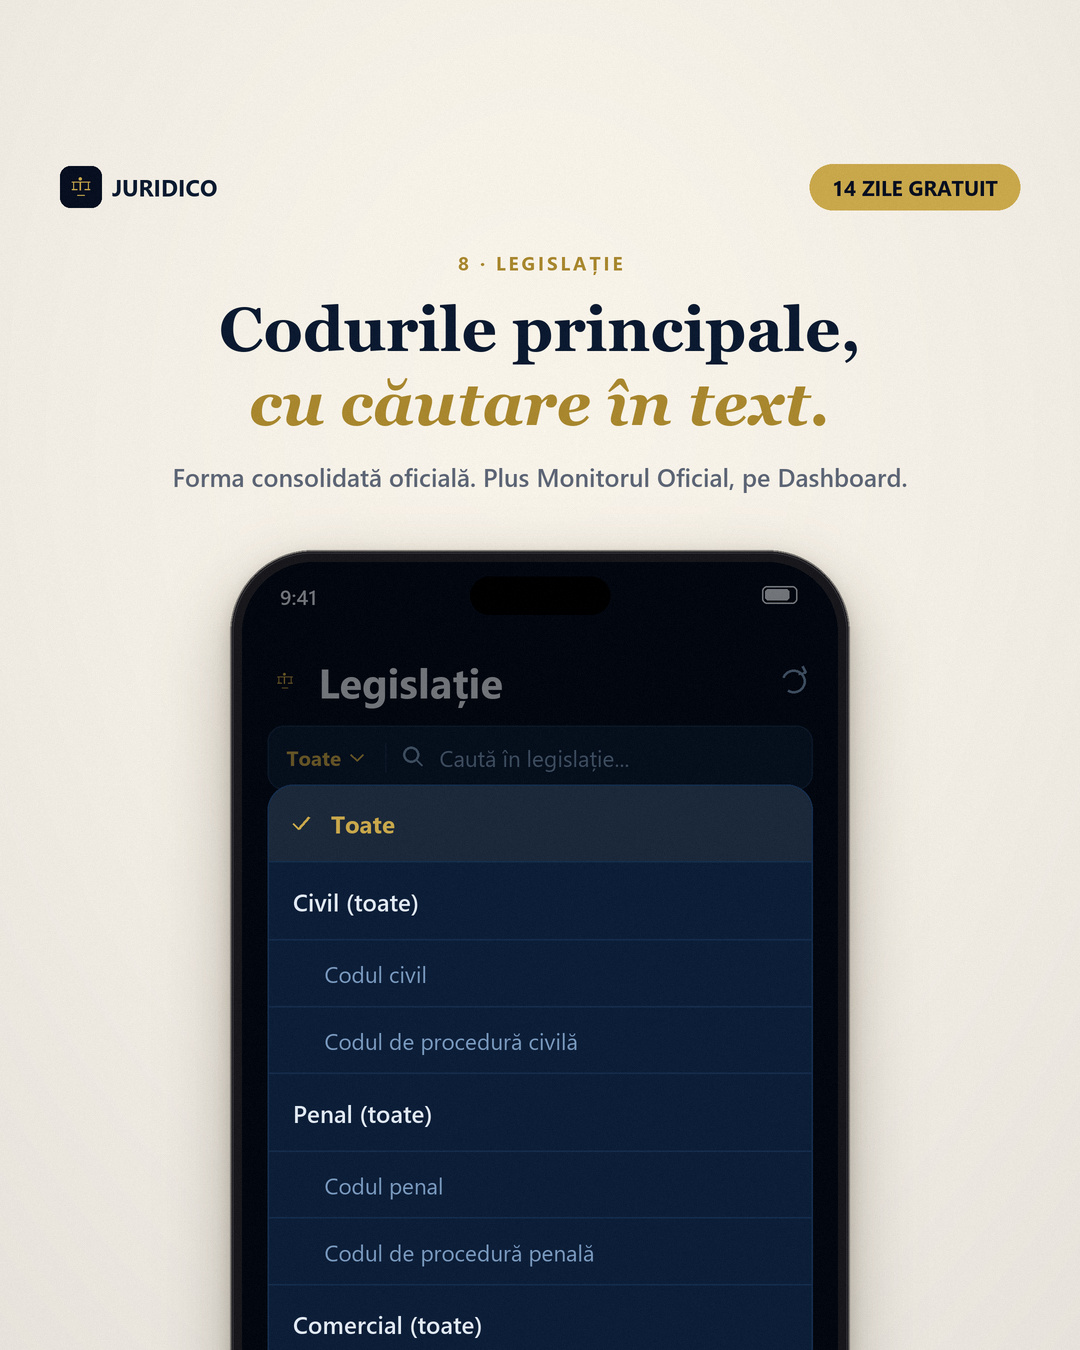 JURIDICO
14 ZILE GRATUIT
8 · LEGISLAȚIE
Codurile principale,
cu căutare în text.
Forma consolidată oficială. Plus Monitorul Oficial, pe Dashboard.
9:41
Legislație
Toate
Caută în legislație...
Toate
Civil (toate)
Codul civil
Codul de procedură civilă
Penal (toate)
Codul penal
Codul de procedură penală
Comercial (toate)